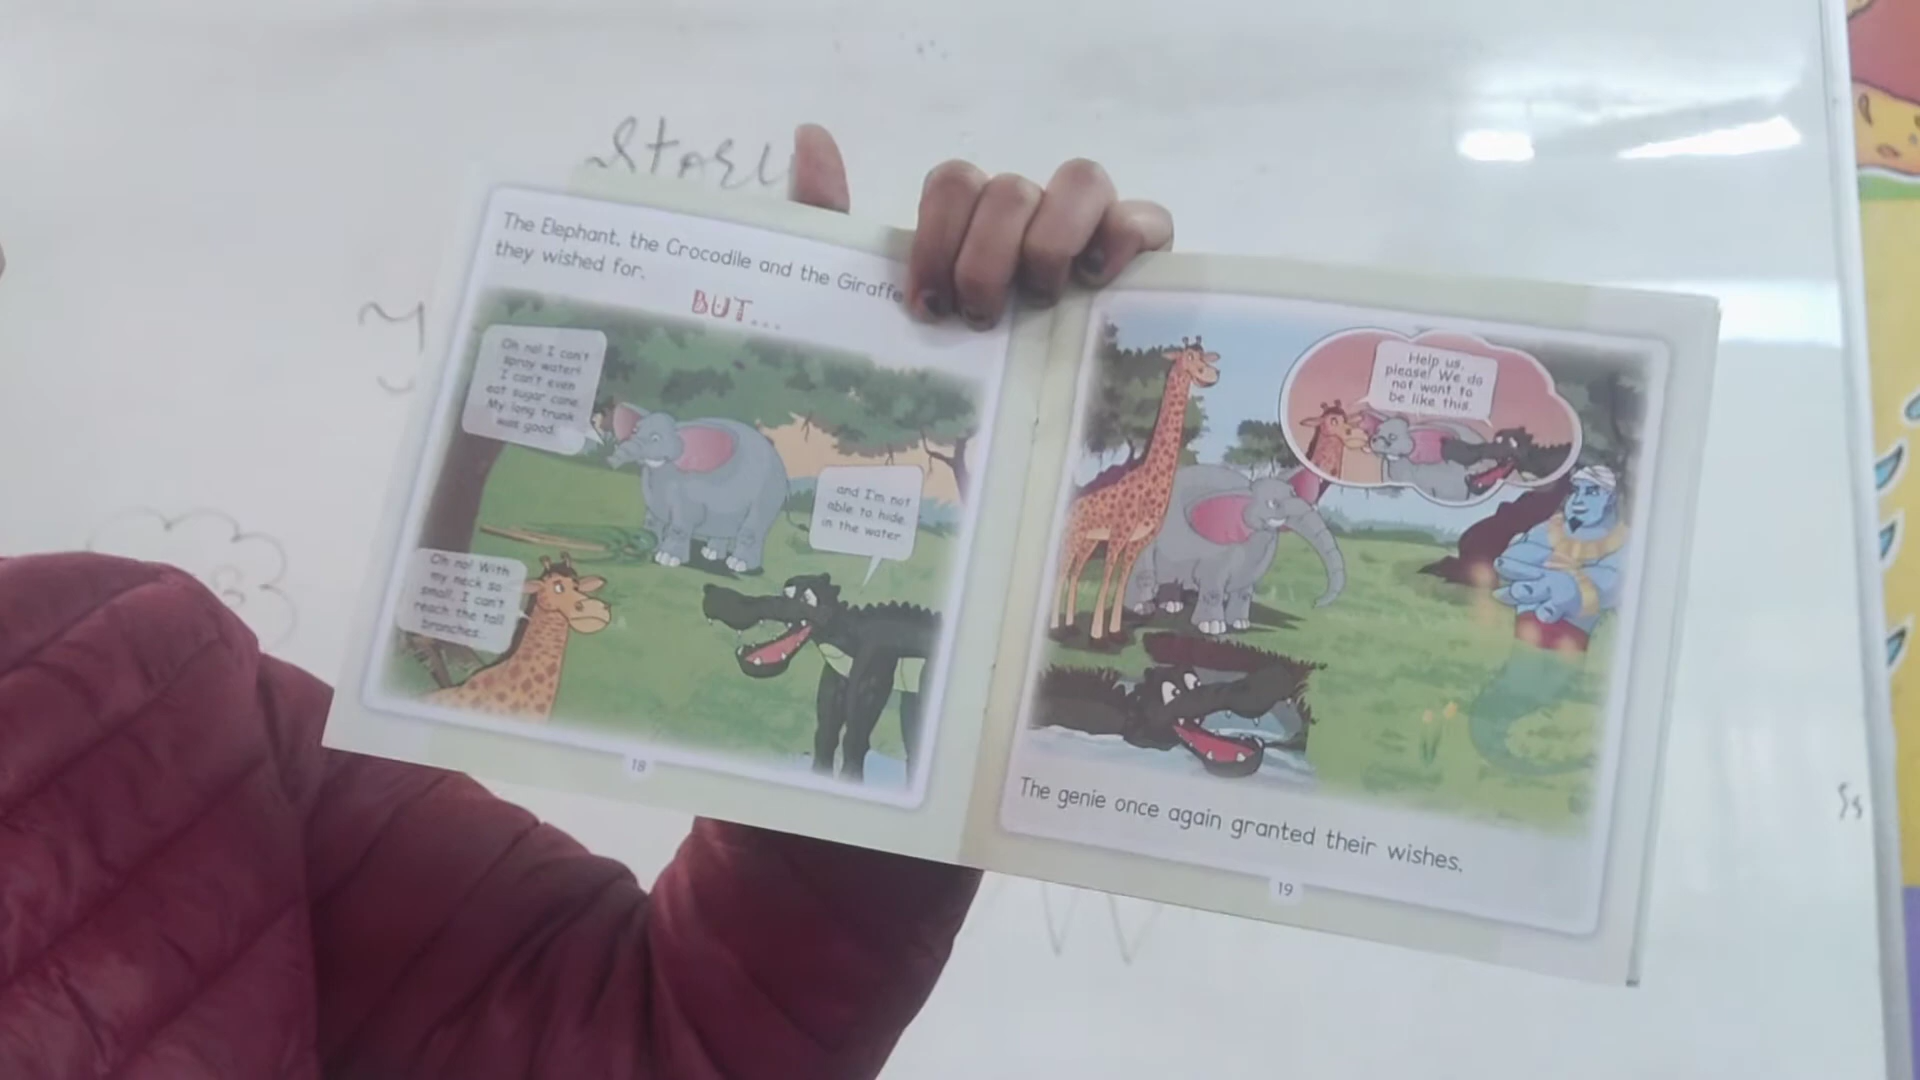 The Elephant, the Crocodile and the Giraffe
they wished for.
BUT...
Oh no! I can't
spray water!
I can't even
eat sugar cane.
My long trunk
was good.
and I'm not
able to hide
in the water
Oh no! With
my neck so
small, I can't
reach the tall
branches.
18
Help us,
please! We do
not want to
be like this.
The genie once again granted their wishes.
19